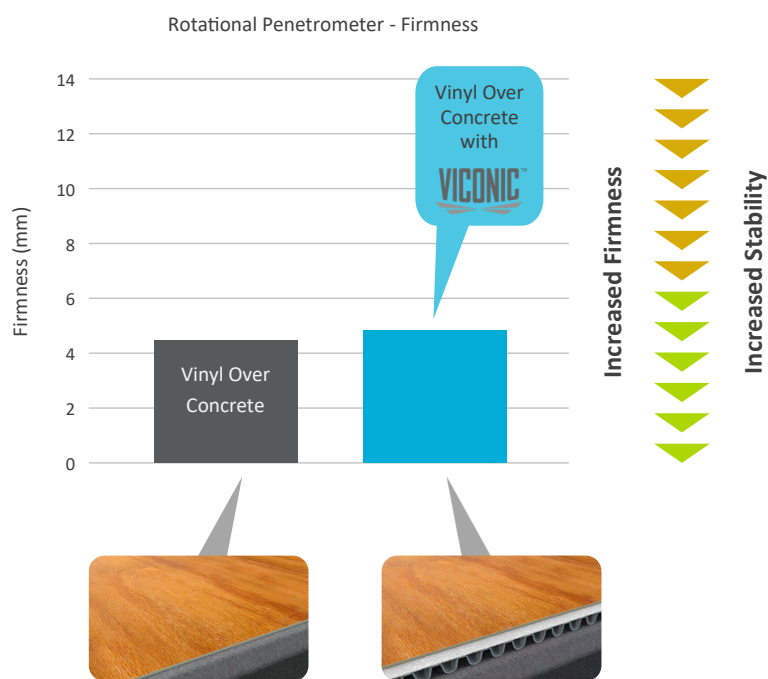 Rotational Penetrometer - Firmness
Firmness (mm)
14
12
10
8
6
4
2
0
Vinyl Over
Concrete
Vinyl Over
Concrete
with
VICONIC™
Increased Firmness
Increased Stability